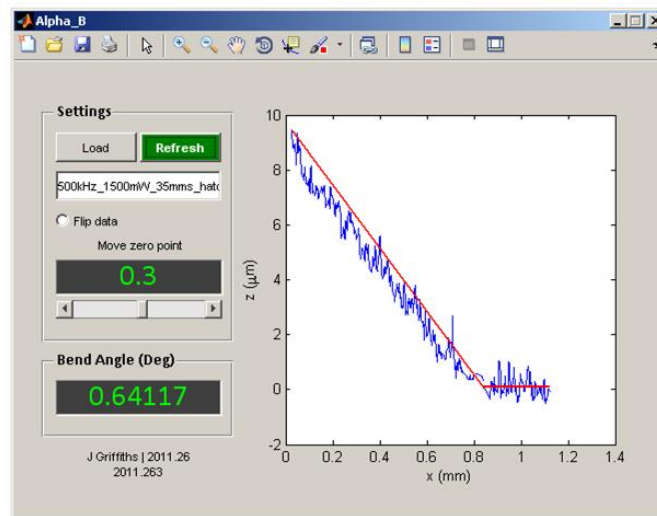 Alpha_B
Settings
Load
Refresh
500kHz_1500mW_35mms_hatc
Flip data
Move zero point
0.3
Bend Angle (Deg)
0.64117
J Griffiths | 2011.26
2011.263
10
8
6
4
2
0
-2
z (μm)
0 0.2 0.4 0.6 0.8 1 1.2 1.4
x (mm)